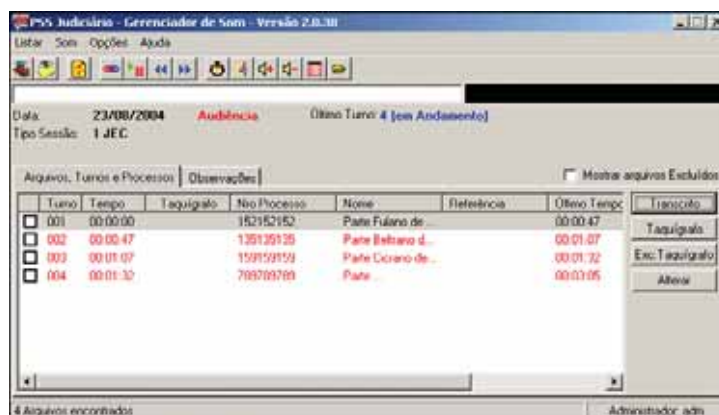 PSS Judiciário - Gerenciador de Som - Versão 2.0.38
Listar Som Opções Ajuda
Data: 23/08/2004 Audiência Último Turno: 4 [em Andamento]
Tipo Sessão: 1 JEC
Arquivos, Turnos e Processos Observações Mostrar arquivos Excluídos
Turno Tempo Taquígrafo Nro Processo Nome Referência Último Tempo
001 00:00:00 152152152 Parte Fulano de ... 00:00:47
002 00:00:47 135135135 Parte Beltrano d... 00:01:07
003 00:01:07 159159159 Parte Cicrano de... 00:01:32
004 00:01:32 789789789 Parte ... 00:03:05
Transcrito
Taquígrafo
Exc.Taquígrafo
Alterar
4 Arquivos encontrados Administrador, adm